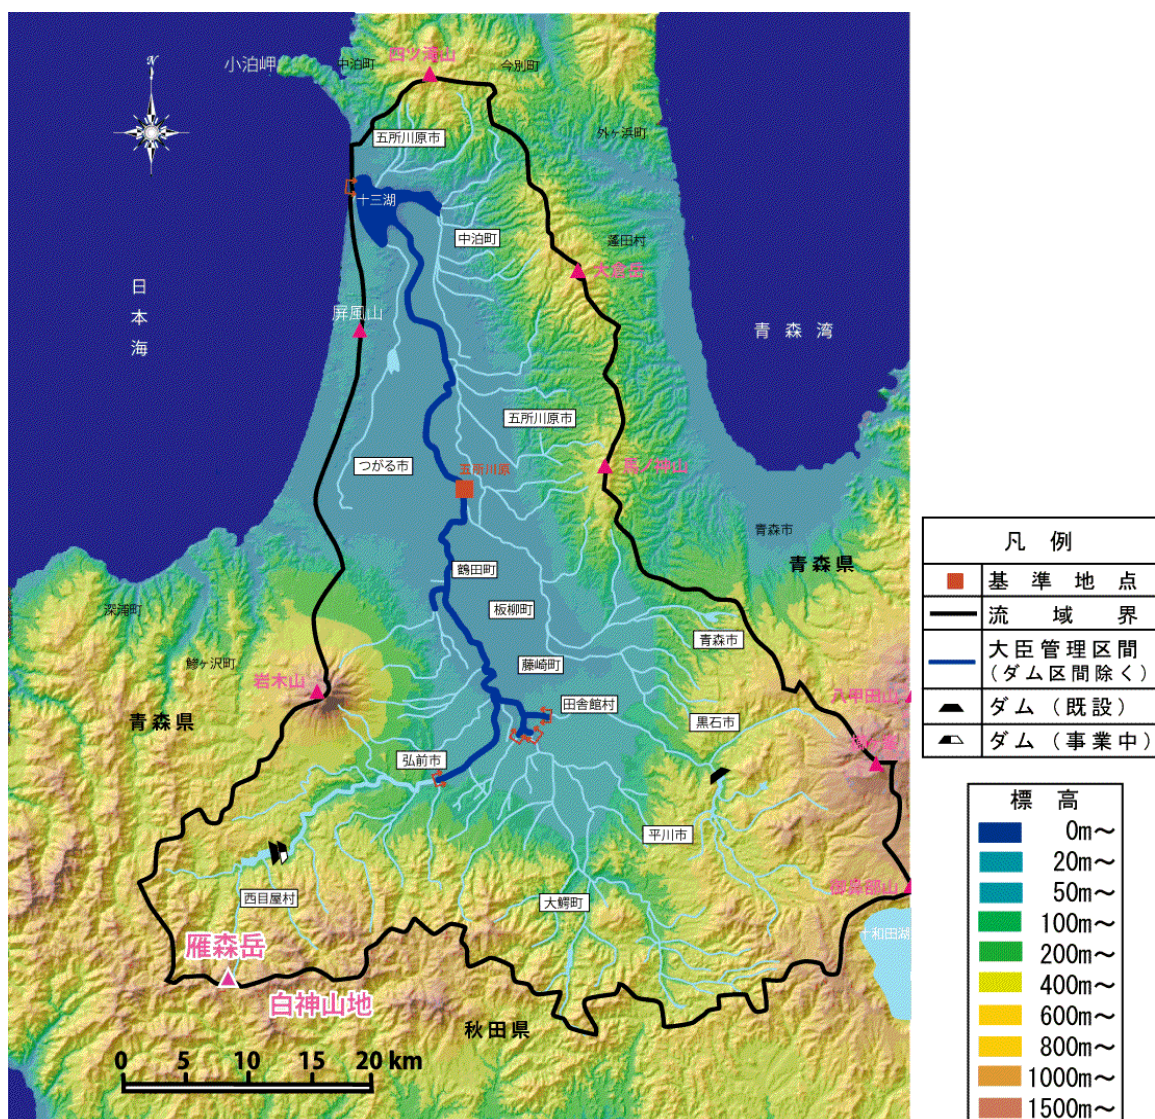 四ツ滝山
小泊岬
中泊町
今別町
N
外ヶ浜町
五所川原市
十三湖
中泊町
蓬田村
大倉岳
日本海
屏風山
青森湾
五所川原市
つがる市
五所川原
馬ノ神山
青森市
青森県
鶴田町
深浦町
板柳町
青森市
鰺ヶ沢町
藤崎町
岩木山
田舎館村
八甲田山
青森県
黒石市
弘前市
平川市
西目屋村
大鰐町
御鼻部山
十和田湖
雁森岳
白神山地
秋田県
0 5 10 15 20 km
凡例
基準地点
流域界
大臣管理区間
(ダム区間除く)
ダム(既設)
ダム(事業中)
標高
0m～
20m～
50m～
100m～
200m～
400m～
600m～
800m～
1000m～
1500m～